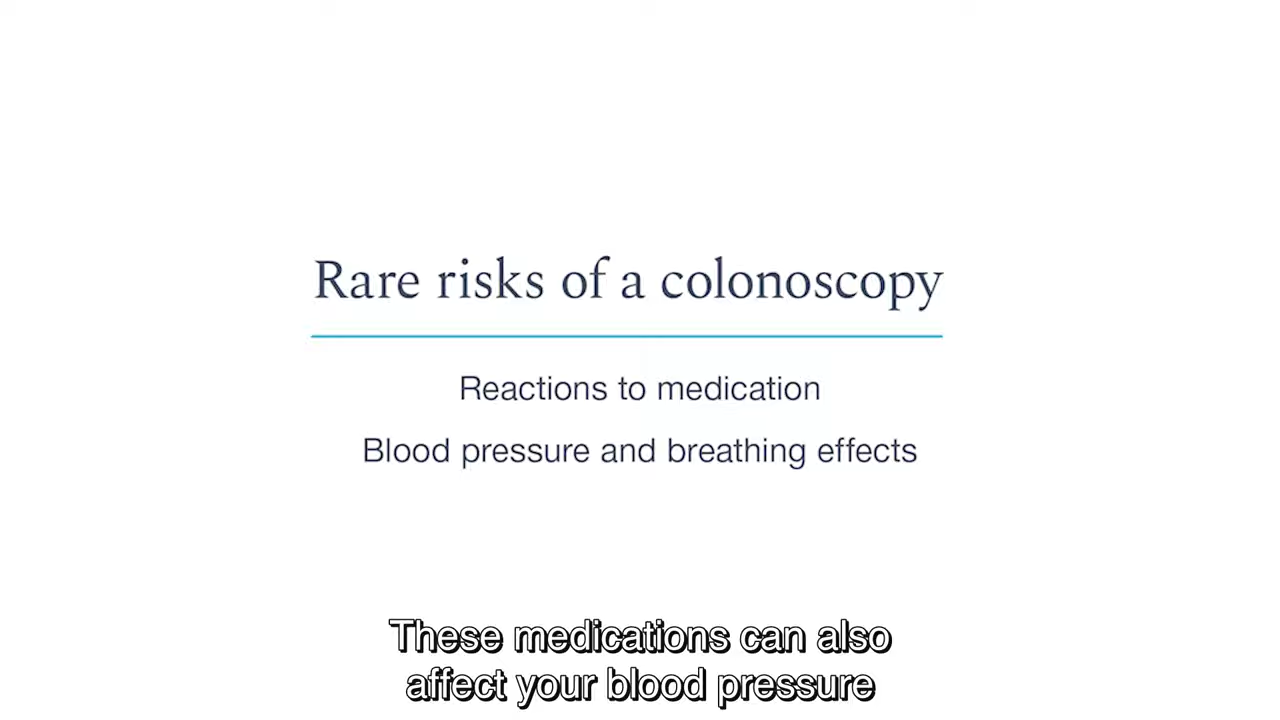 Rare risks of a colonoscopy
Reactions to medication
Blood pressure and breathing effects
These medications can also
affect your blood pressure